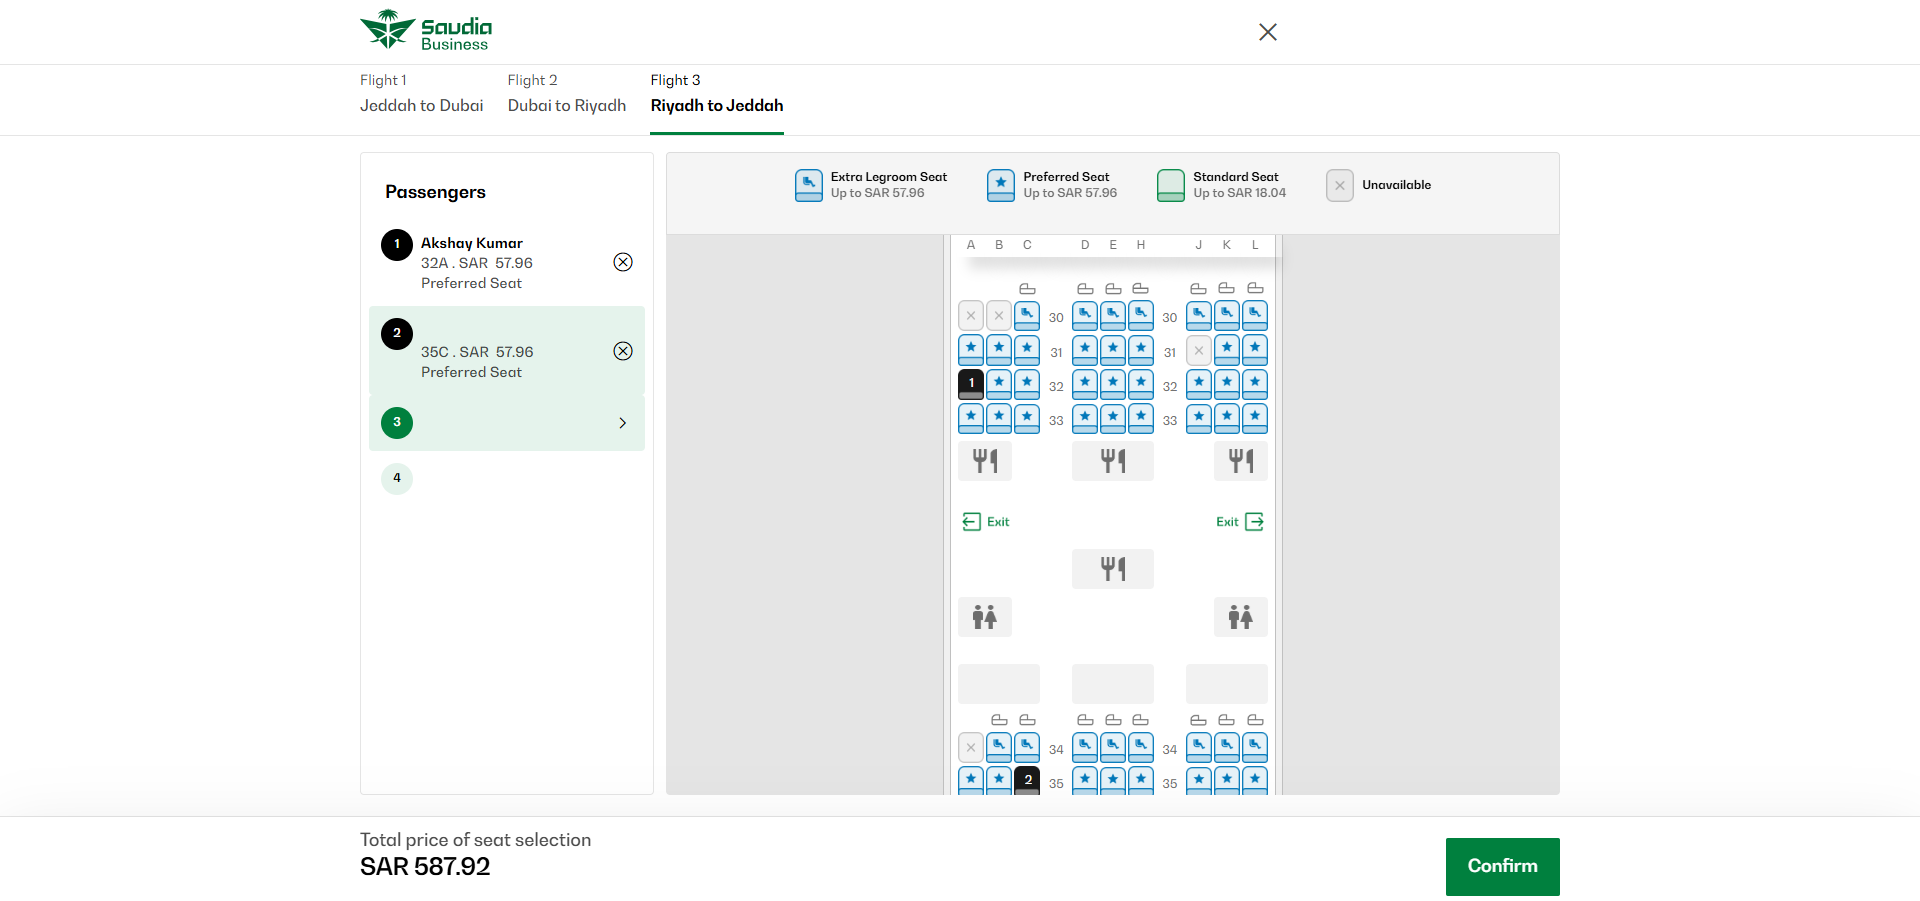 Saudia
Business
Flight 1
Jeddah to Dubai
Flight 2
Dubai to Riyadh
Flight 3
Riyadh to Jeddah
Passengers
1
Akshay Kumar
32A . SAR 57.96
Preferred Seat
2
35C . SAR 57.96
Preferred Seat
3
4
Extra Legroom Seat
Up to SAR 57.96
Preferred Seat
Up to SAR 57.96
Standard Seat
Up to SAR 18.04
Unavailable
A B C D E H J K L
30 30
31 31
1 32 32
33 33
Exit Exit
34 34
2 35 35
Total price of seat selection
SAR 587.92
Confirm